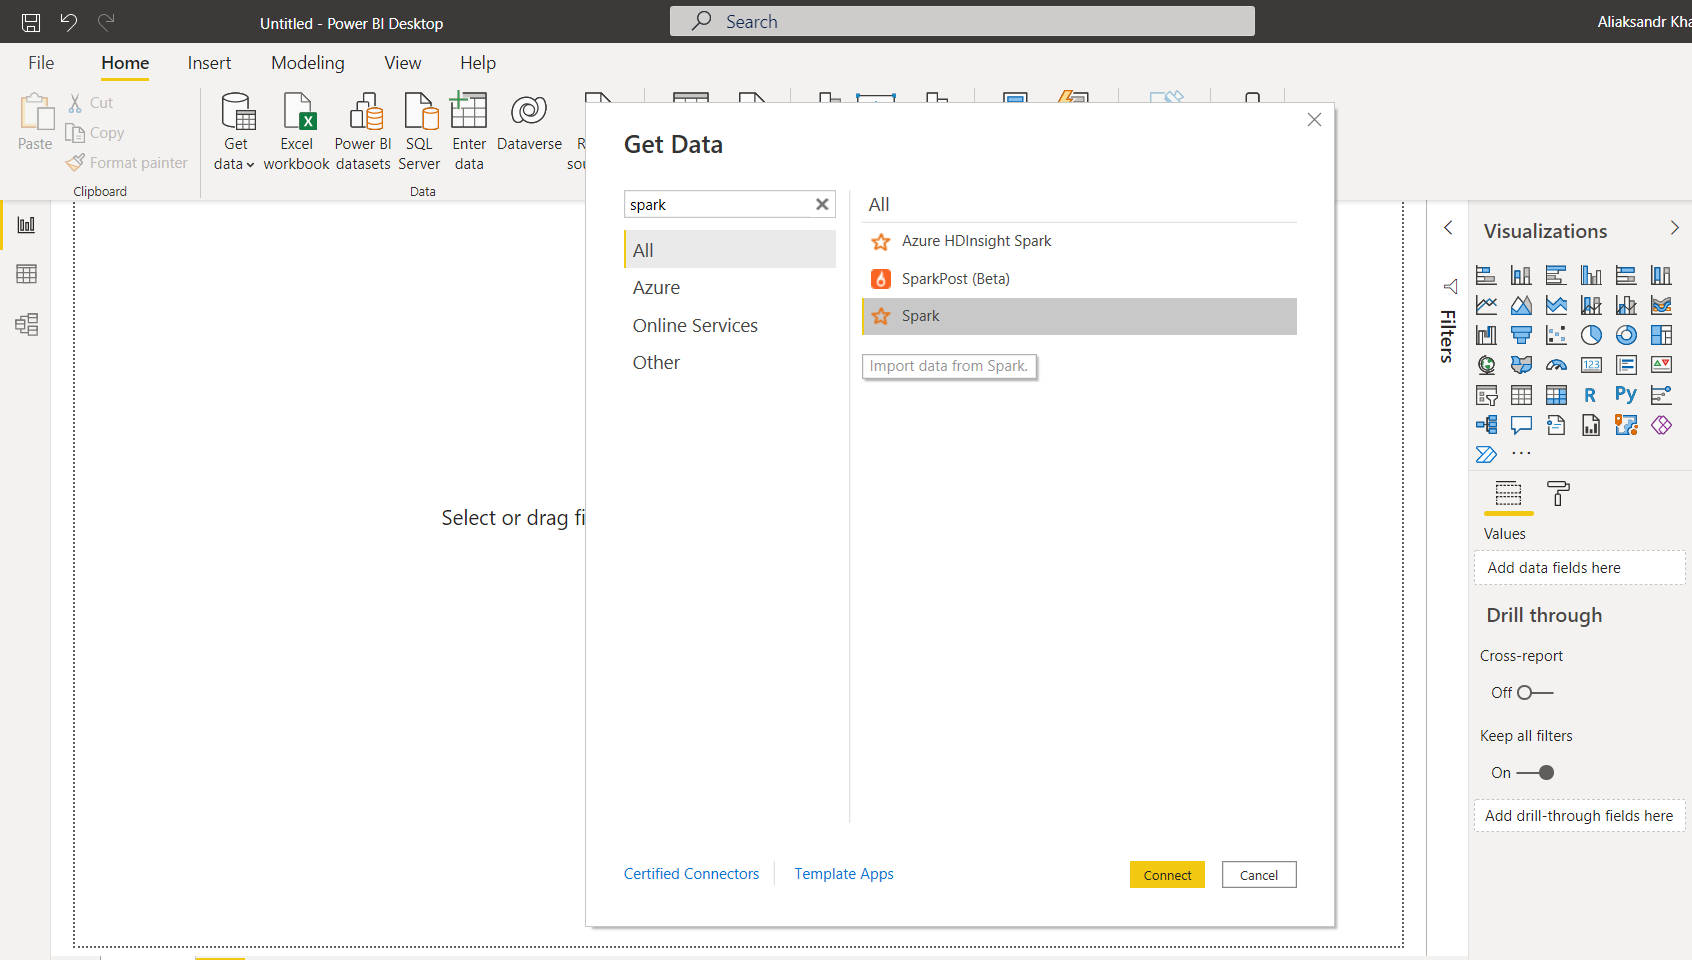 Untitled - Power BI Desktop
Search
Aliaksandr Kha
File Home Insert Modeling View Help
Paste
Cut
Copy
Format painter
Clipboard
Get data
Excel workbook
Power BI datasets
SQL Server
Enter data
Dataverse
R
sou
Data
Get Data
spark
All
Azure
Online Services
Other
All
Azure HDInsight Spark
SparkPost (Beta)
Spark
Import data from Spark.
Certified Connectors
Template Apps
Connect
Cancel
Select or drag fi
Filters
Visualizations
123
R
Py
Values
Add data fields here
Drill through
Cross-report
Off
Keep all filters
On
Add drill-through fields here